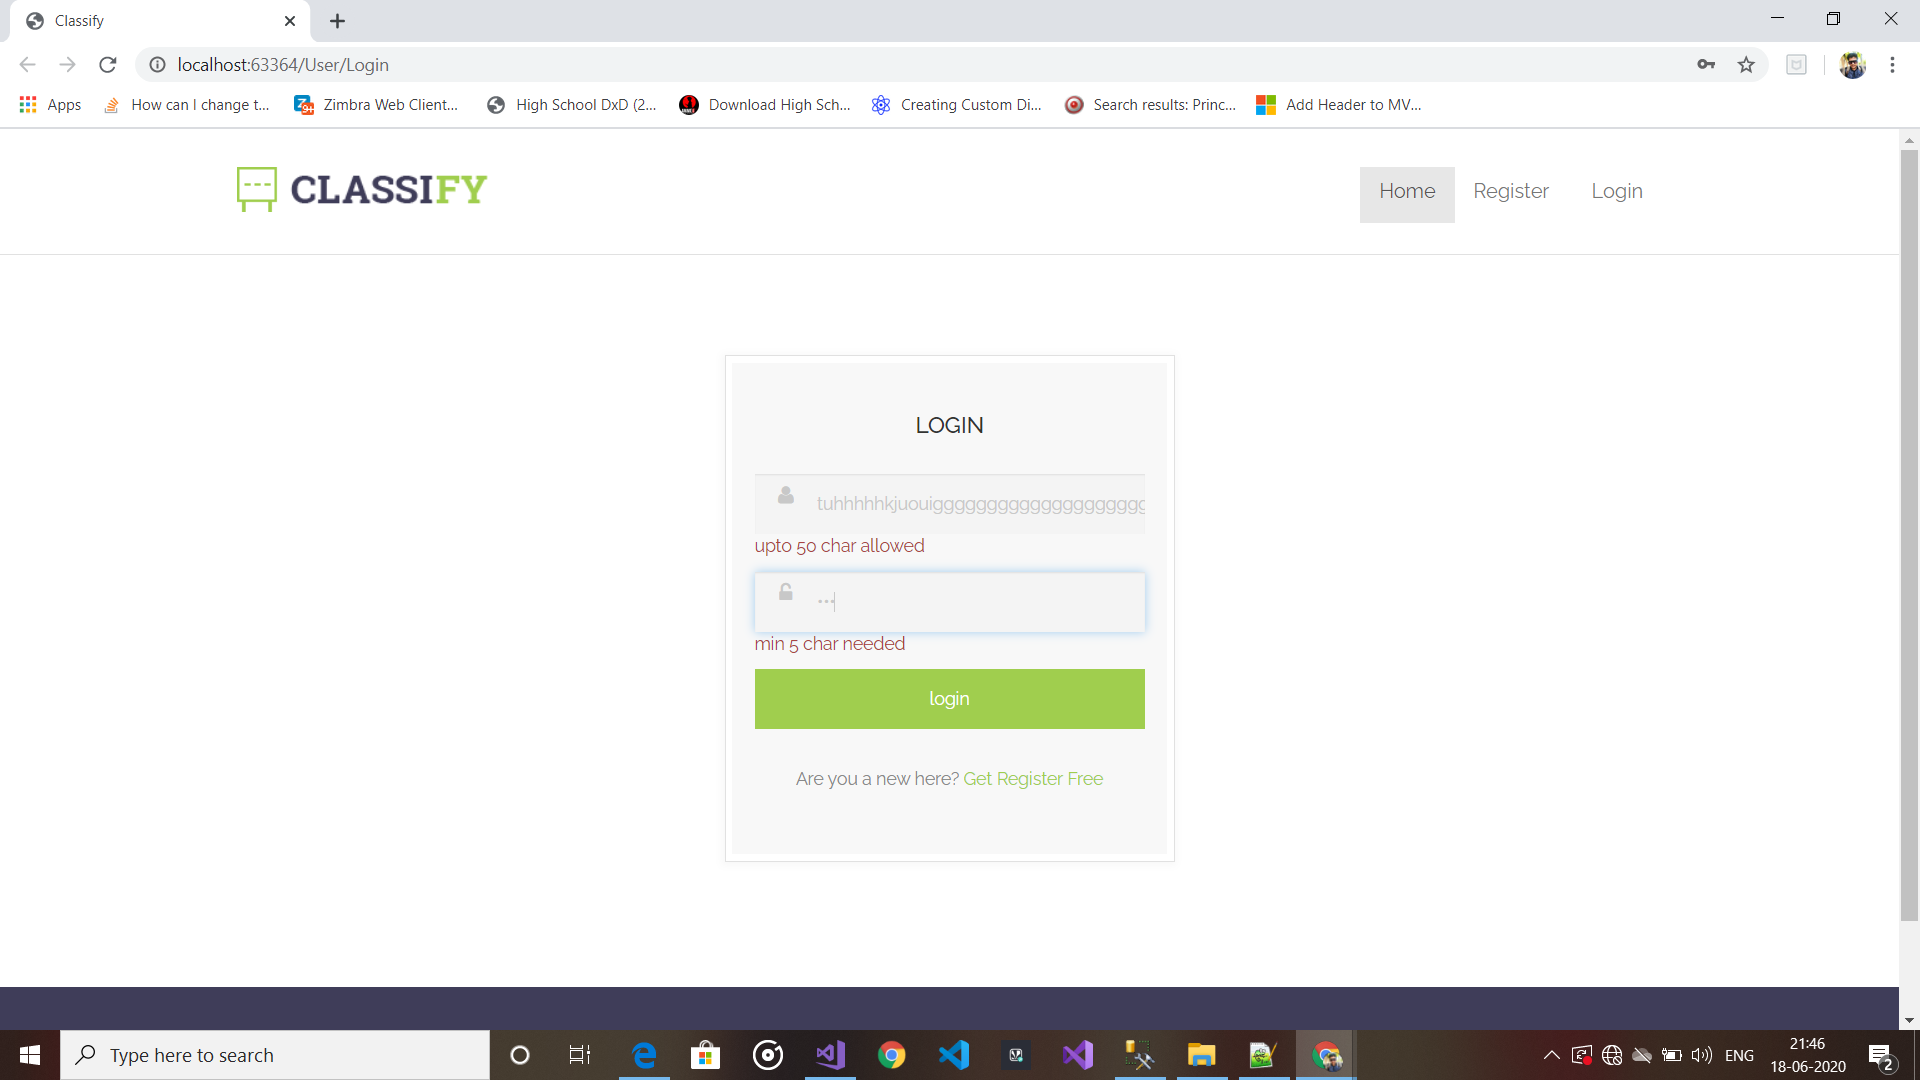 Classify
localhost:63364/User/Login
Apps
How can I change t...
Zimbra Web Client...
High School DxD (2...
Download High Sch...
Creating Custom Di...
Search results: Princ...
Add Header to MV...
CLASSIFY
Home
Register
Login
LOGIN
upto 50 char allowed
min 5 char needed
login
Are you a new here? Get Register Free
Type here to search
ENG
21:46
18-06-2020
2